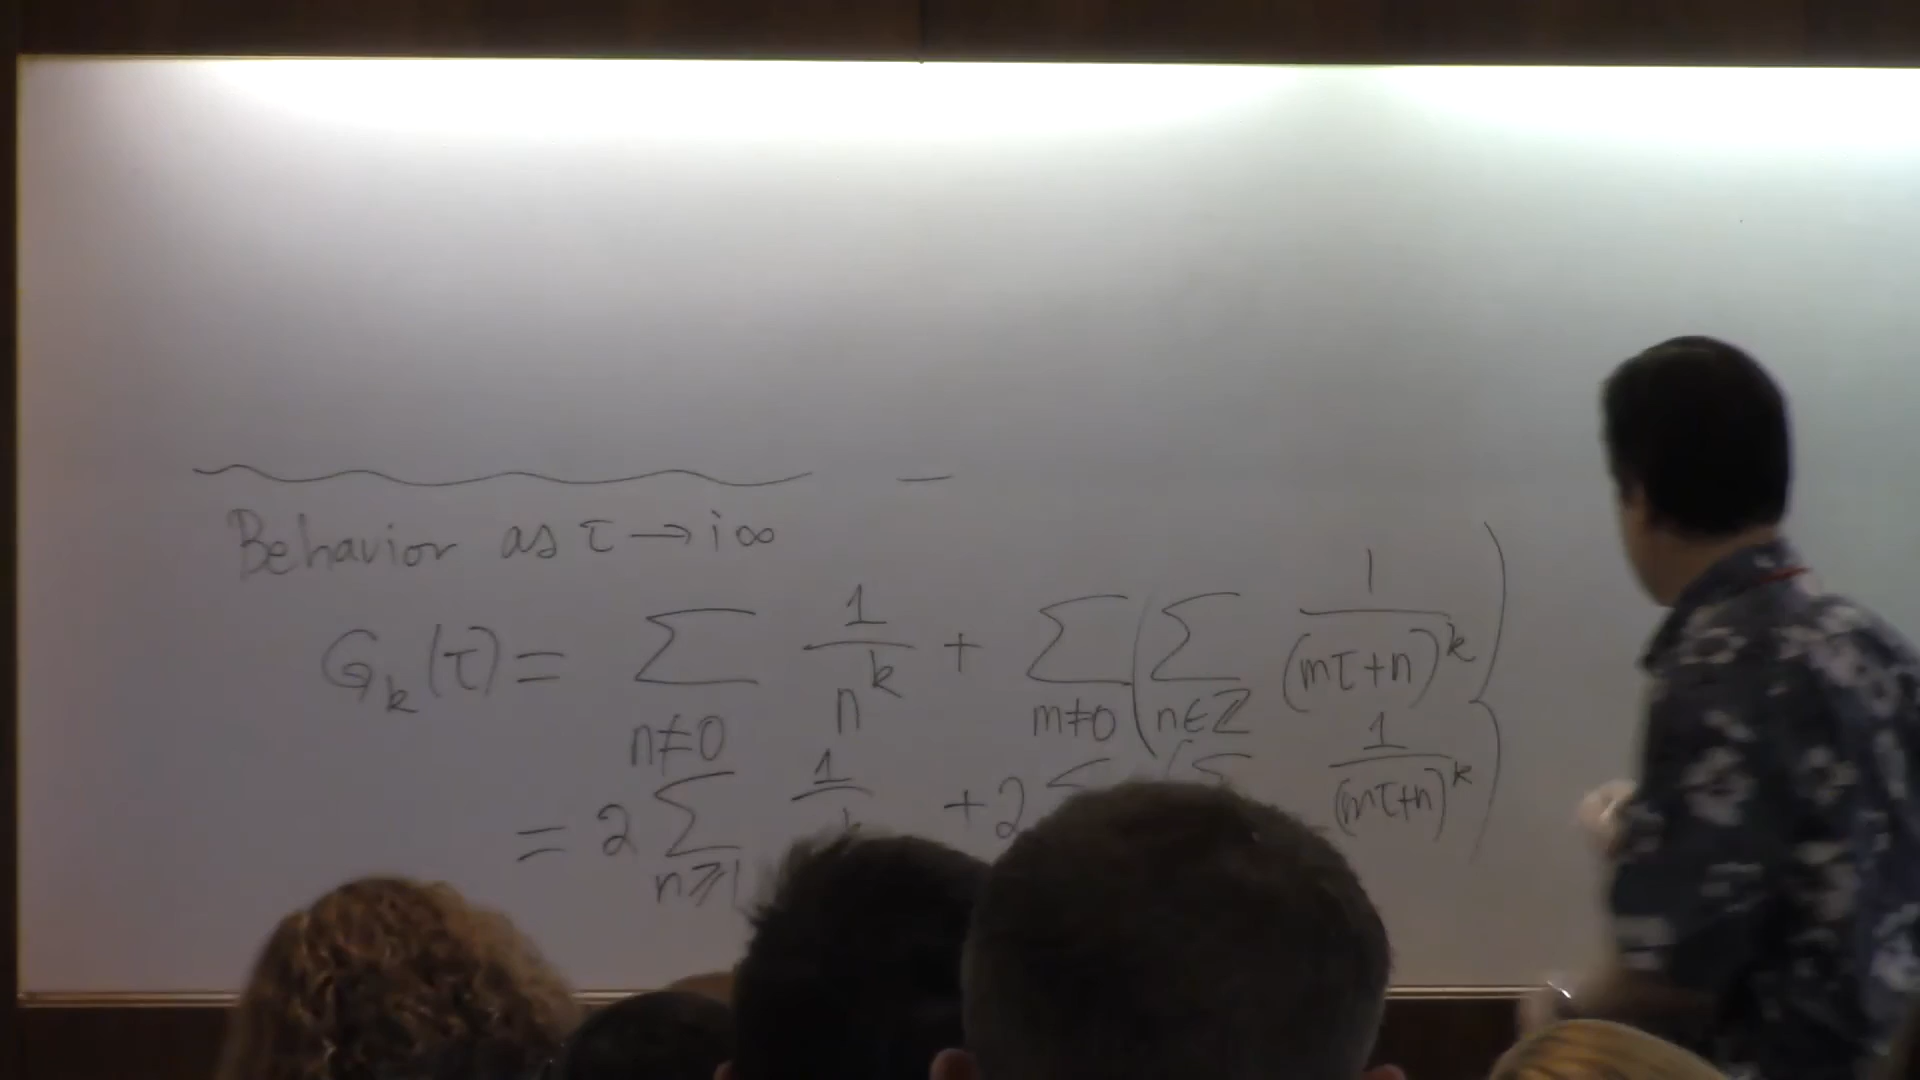 Behavior as τ → i∞
G_k(τ) = ∑_{n≠0} 1/n^k + ∑_{m≠0} (∑_{n∈ℤ} 1/(mτ+n)^k)
= 2 ∑_{n⩾1} 1/ + 2 ∑ (∑ 1/(mτ+n)^k)